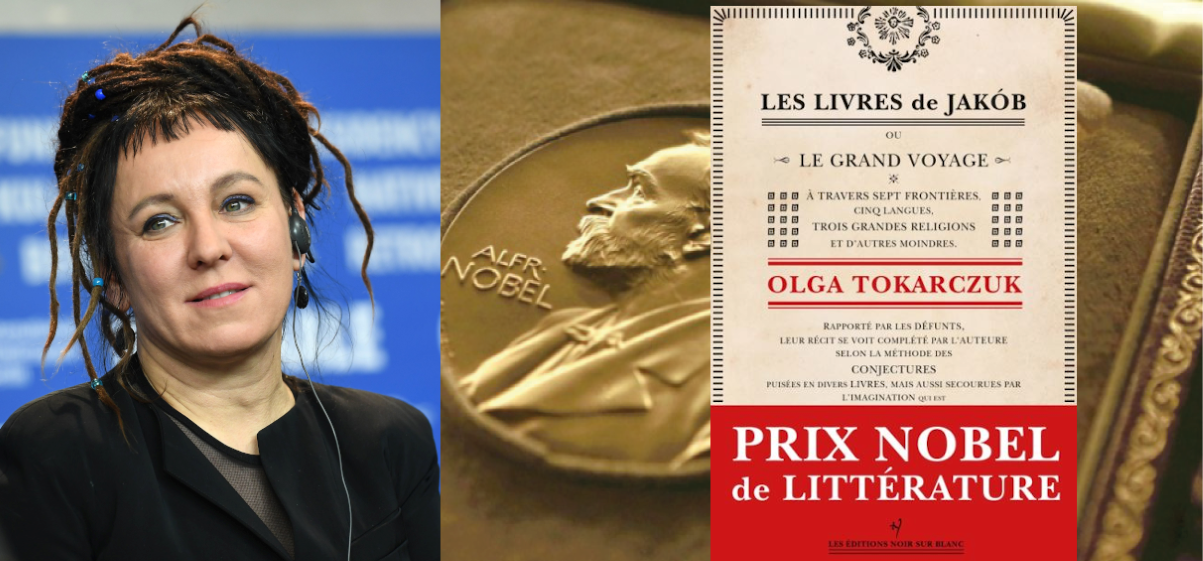 ALFR.
NOBEL
LES LIVRES de JAKÓB
OU
LE GRAND VOYAGE
À TRAVERS SEPT FRONTIÈRES,
CINQ LANGUES,
TROIS GRANDES RELIGIONS
ET D'AUTRES MOINDRES.
OLGA TOKARCZUK
RAPPORTÉ PAR LES DÉFUNTS,
LEUR RÉCIT SE VOIT COMPLÉTÉ PAR L'AUTEURE
SELON LA MÉTHODE DES
CONJECTURES
PUISÉES EN DIVERS LIVRES, MAIS AUSSI SECOURUES PAR
L'IMAGINATION QUI EST
PRIX NOBEL
de LITTÉRATURE
LES ÉDITIONS NOIR SUR BLANC